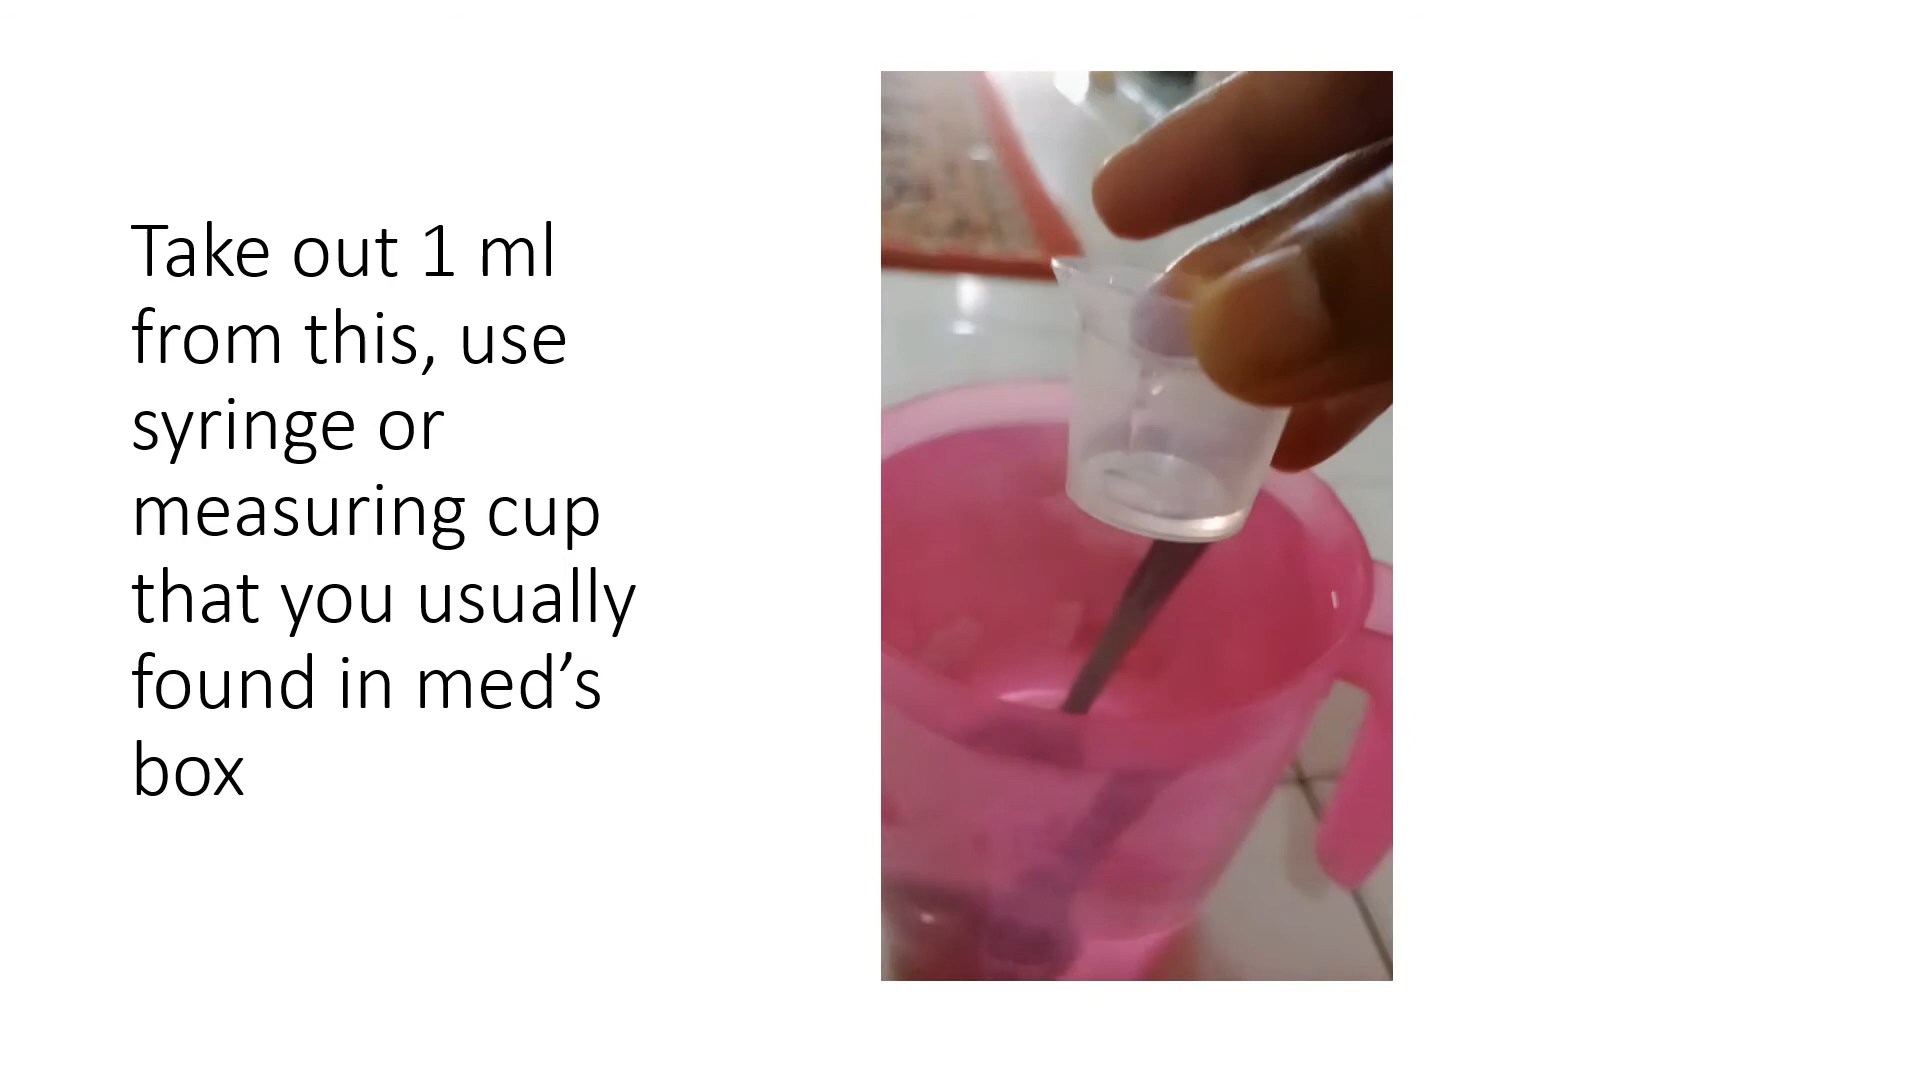 Take out 1 ml
from this, use
syringe or
measuring cup
that you usually
found in med’s
box